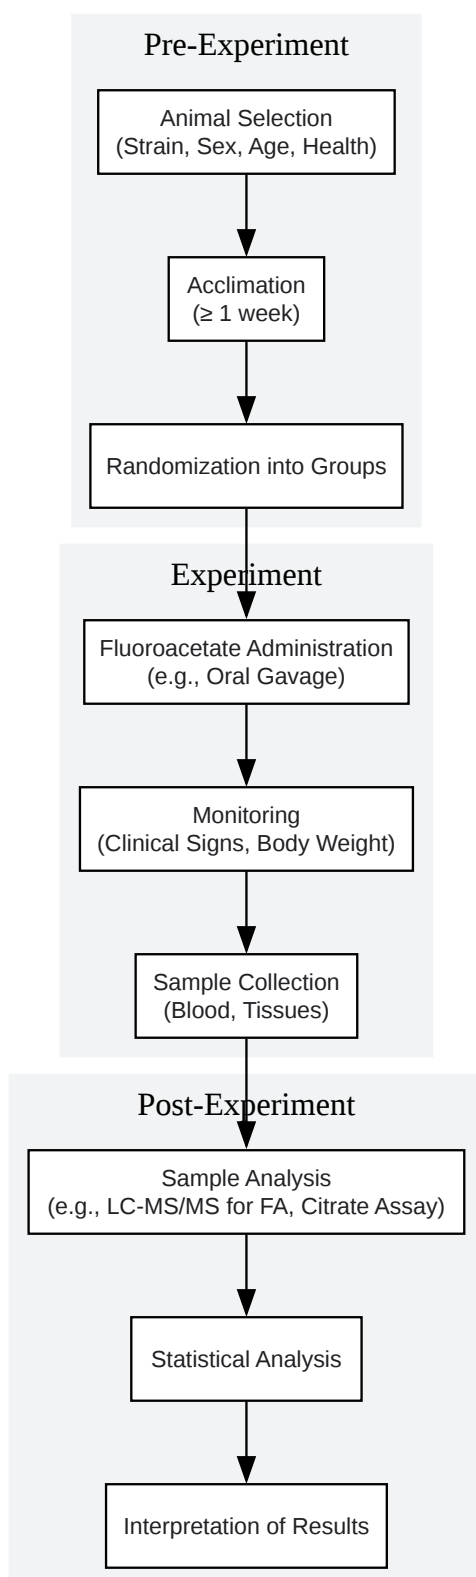 Pre-Experiment
Animal Selection
(Strain, Sex, Age, Health)
Acclimation
(≥ 1 week)
Randomization into Groups
Experiment
Fluoroacetate Administration
(e.g., Oral Gavage)
Monitoring
(Clinical Signs, Body Weight)
Sample Collection
(Blood, Tissues)
Post-Experiment
Sample Analysis
(e.g., LC-MS/MS for FA, Citrate Assay)
Statistical Analysis
Interpretation of Results